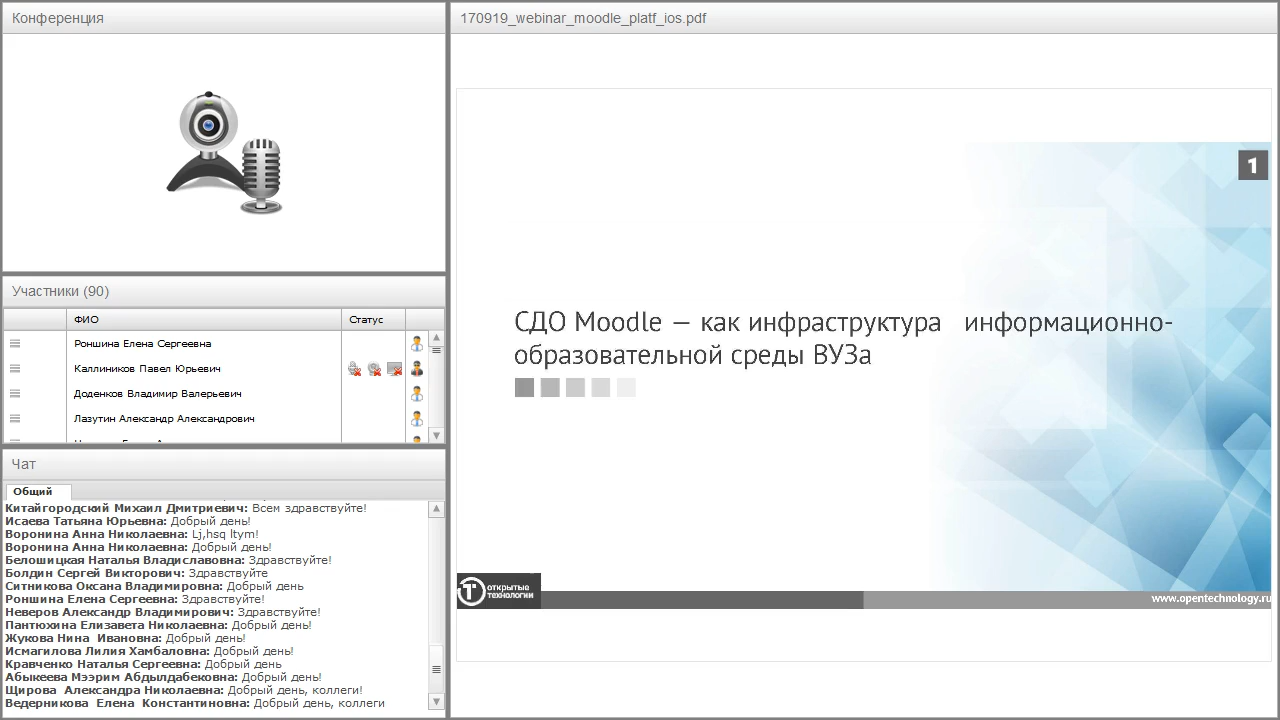 Конференция
Участники (90)
ФИО Статус
Роншина Елена Сергеевна
Каллиников Павел Юрьевич
Доденков Владимир Валерьевич
Лазутин Александр Александрович
Чат
Общий
Китайгородский Михаил Дмитриевич: Всем здравствуйте!
Исаева Татьяна Юрьевна: Добрый день!
Воронина Анна Николаевна: Lj,hsq ltym!
Воронина Анна Николаевна: Добрый день!
Белошицкая Наталья Владиславовна: Здравствуйте!
Болдин Сергей Викторович: Здравствуйте
Ситникова Оксана Владимировна: Добрый день
Роншина Елена Сергеевна: Здравствуйте!
Неверов Александр Владимирович: Здравствуйте!
Пантюхина Елизавета Николаевна: Добрый день!
Жукова Нина Ивановна: Добрый день!
Исмагилова Лилия Хамбаловна: Добрый день!
Кравченко Наталья Сергеевна: Добрый день
Абыкеева Мээрим Абдылдабековна: Добрый день!
Щирова Александра Николаевна: Добрый день, коллеги!
Ведерникова Елена Константиновна: Добрый день, коллеги
170919_webinar_moodle_platf_ios.pdf
1
СДО Moodle — как инфраструктура информационно-
образовательной среды ВУЗа
ОТКРЫТЫЕ
ТЕХНОЛОГИИ
www.opentechnology.ru